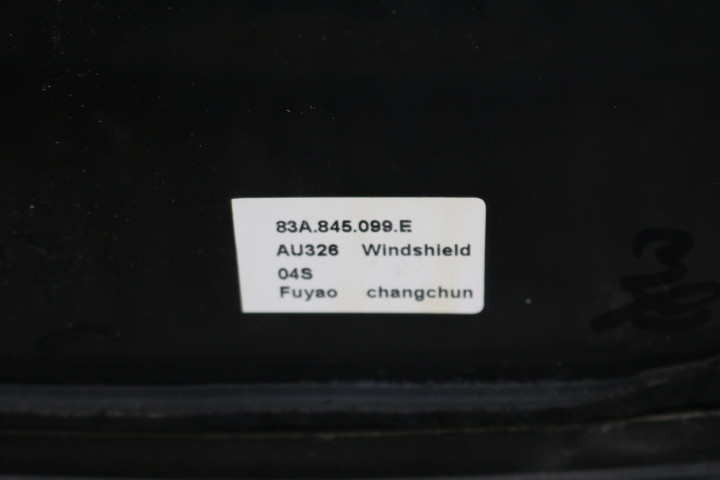 83A.845.099.E
AU326 Windshield
04S
Fuyao changchun